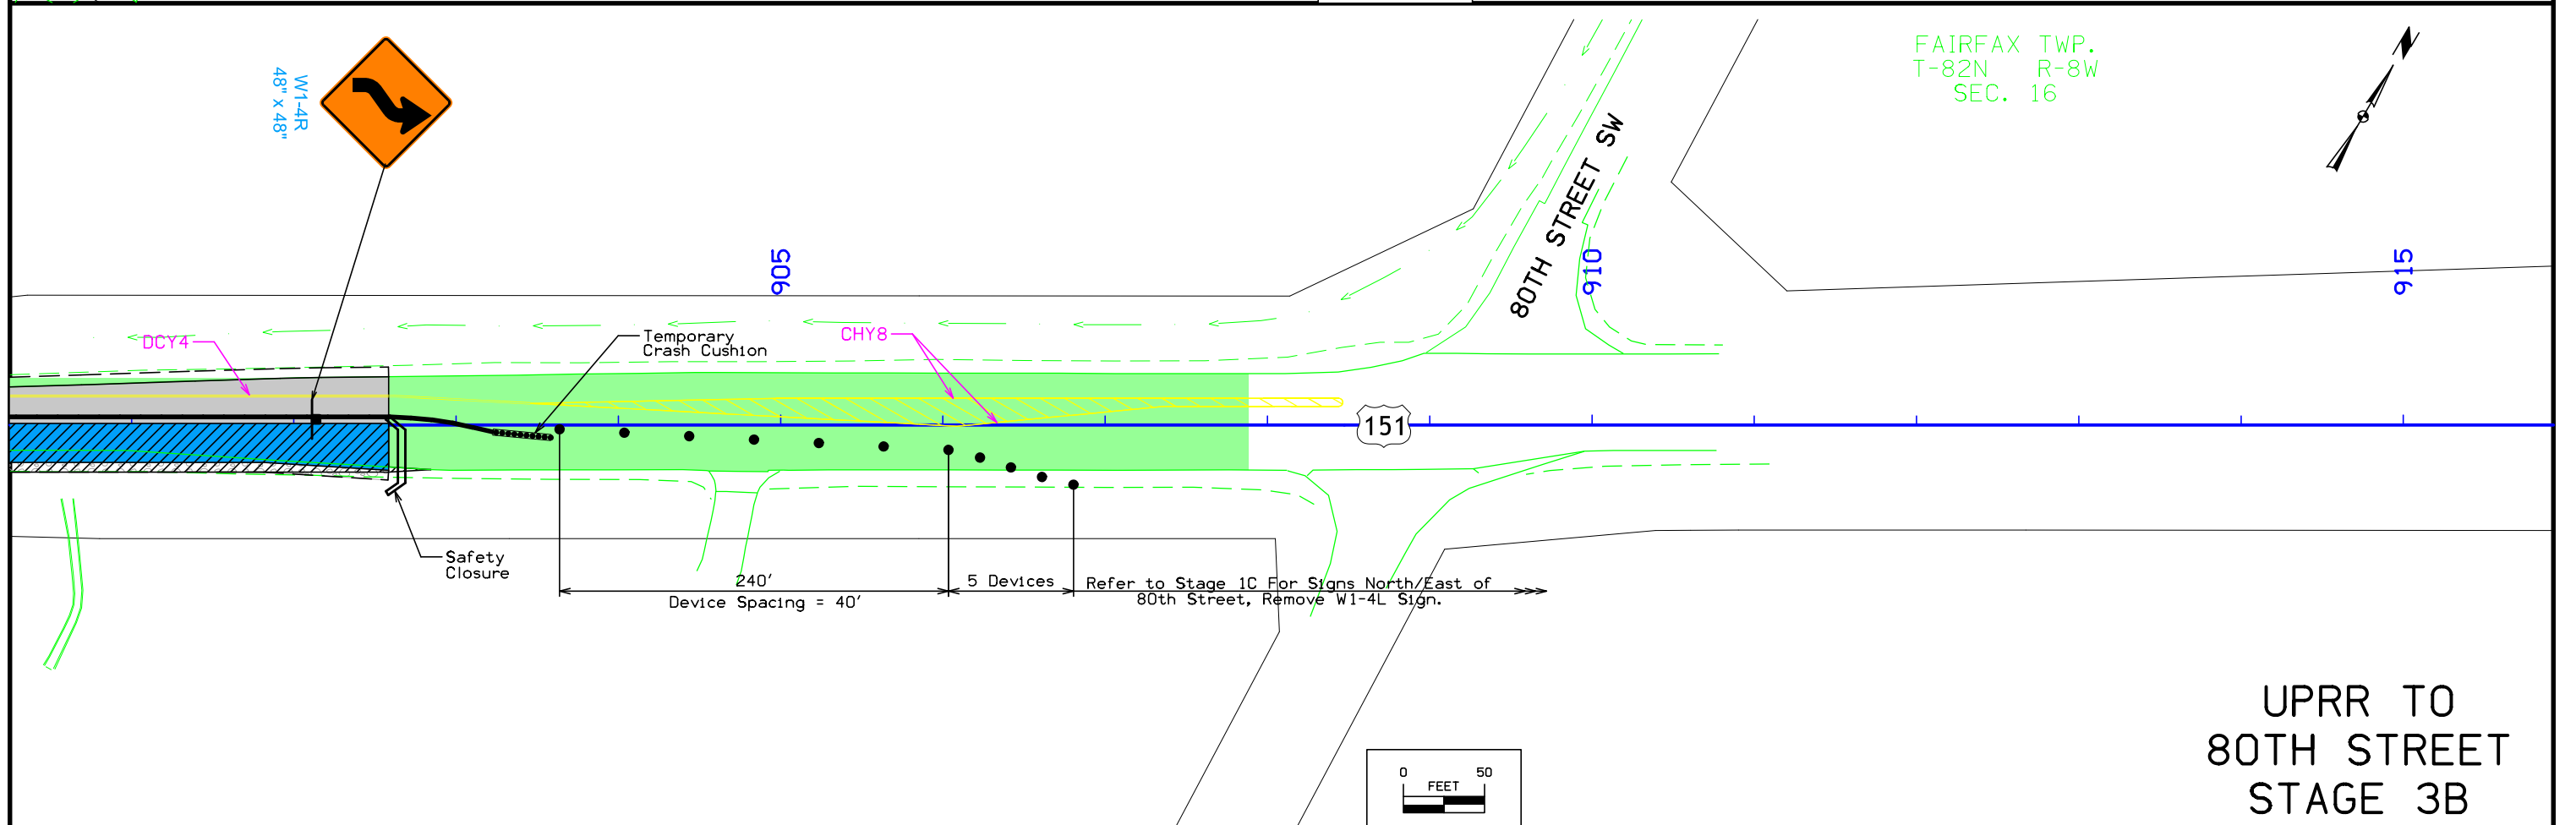 FAIRFAX TWP.
T-82N R-8W
SEC. 16
W1-4R
48" x 48"
80TH STREET SW
905
910
915
DCY4
Temporary
Crash Cushion
CHY8
151
Safety
Closure
240'
Device Spacing = 40'
5 Devices
Refer to Stage 1C For Signs North/East of
80th Street, Remove W1-4L Sign.
UPRR TO
80TH STREET
STAGE 3B
0 50
FEET